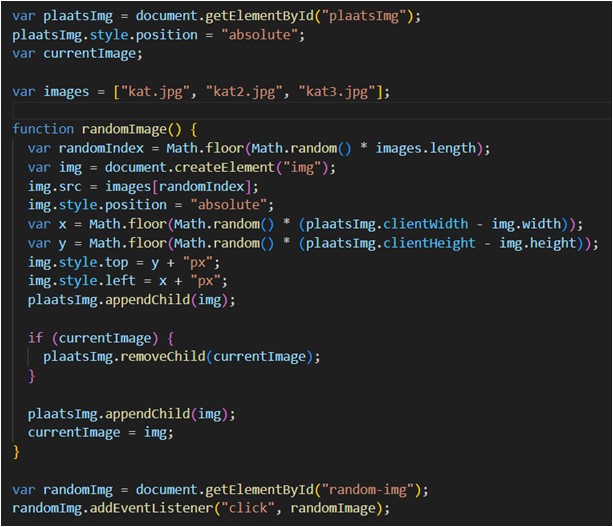 var plaatsImg = document.getElementById("plaatsImg");
plaatsImg.style.position = "absolute";
var currentImage;

var images = ["kat.jpg", "kat2.jpg", "kat3.jpg"];

function randomImage() {
  var randomIndex = Math.floor(Math.random() * images.length);
  var img = document.createElement("img");
  img.src = images[randomIndex];
  img.style.position = "absolute";
  var x = Math.floor(Math.random() * (plaatsImg.clientWidth - img.width));
  var y = Math.floor(Math.random() * (plaatsImg.clientHeight - img.height));
  img.style.top = y + "px";
  img.style.left = x + "px";
  plaatsImg.appendChild(img);

  if (currentImage) {
    plaatsImg.removeChild(currentImage);
  }

  plaatsImg.appendChild(img);
  currentImage = img;
}

var randomImg = document.getElementById("random-img");
randomImg.addEventListener("click", randomImage);